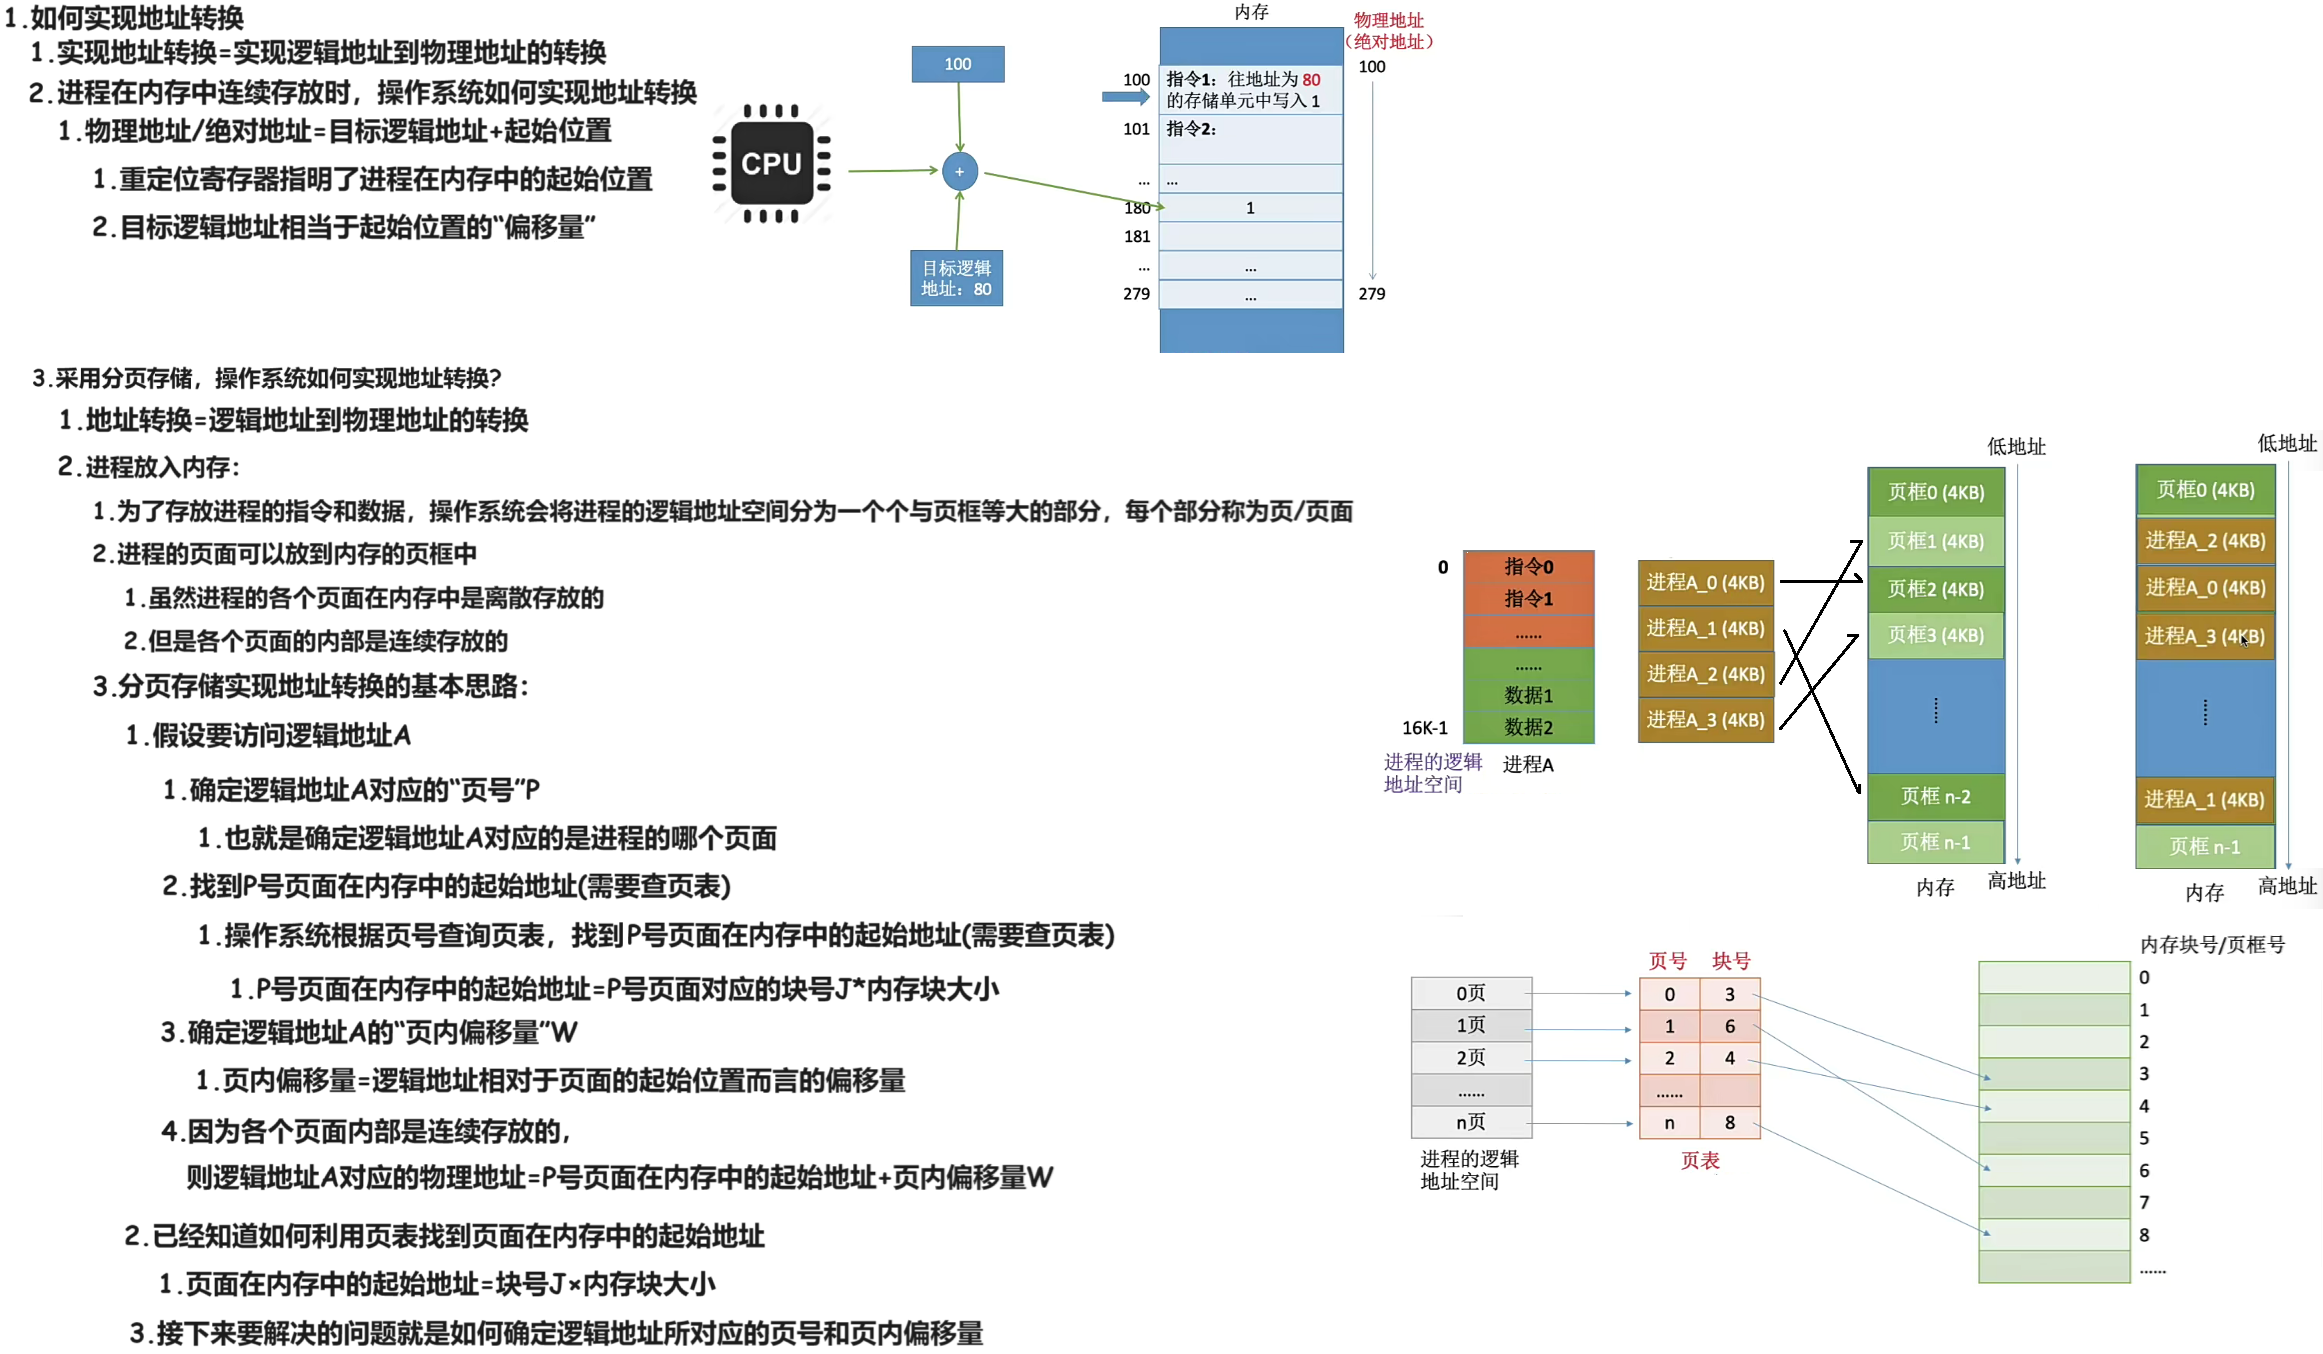 1.如何实现地址转换
1.实现地址转换=实现逻辑地址到物理地址的转换
2.进程在内存中连续存放时，操作系统如何实现地址转换
1.物理地址/绝对地址=目标逻辑地址+起始位置
1.重定位寄存器指明了进程在内存中的起始位置
2.目标逻辑地址相当于起始位置的“偏移量”
100
CPU
+
目标逻辑
地址：80
内存
物理地址
（绝对地址）
100
指令1：往地址为 80
的存储单元中写入 1
100
101
指令2：
...
...
180
1
181
...
...
279
...
279
3.采用分页存储，操作系统如何实现地址转换?
1.地址转换=逻辑地址到物理地址的转换
2.进程放入内存：
1.为了存放进程的指令和数据，操作系统会将进程的逻辑地址空间分为一个个与页框等大的部分，每个部分称为页/页面
2.进程的页面可以放到内存的页框中
1.虽然进程的各个页面在内存中是离散存放的
2.但是各个页面的内部是连续存放的
3.分页存储实现地址转换的基本思路：
1.假设要访问逻辑地址A
1.确定逻辑地址A对应的“页号”P
1.也就是确定逻辑地址A对应的是进程的哪个页面
2.找到P号页面在内存中的起始地址(需要查页表)
1.操作系统根据页号查询页表，找到P号页面在内存中的起始地址(需要查页表)
1.P号页面在内存中的起始地址=P号页面对应的块号J*内存块大小
3.确定逻辑地址A的“页内偏移量”W
1.页内偏移量=逻辑地址相对于页面的起始位置而言的偏移量
4.因为各个页面内部是连续存放的，
则逻辑地址A对应的物理地址=P号页面在内存中的起始地址+页内偏移量W
2.已经知道如何利用页表找到页面在内存中的起始地址
1.页面在内存中的起始地址=块号J×内存块大小
3.接下来要解决的问题就是如何确定逻辑地址所对应的页号和页内偏移量
0
指令0
指令1
……
……
数据1
16K-1
数据2
进程的逻辑
地址空间
进程A
进程A_0 (4KB)
进程A_1 (4KB)
进程A_2 (4KB)
进程A_3 (4KB)
低地址
页框0 (4KB)
页框1 (4KB)
页框2 (4KB)
页框3 (4KB)
……
页框 n-2
页框 n-1
内存
高地址
低地址
页框0 (4KB)
进程A_2 (4KB)
进程A_0 (4KB)
进程A_3 (4KB)
……
进程A_1 (4KB)
页框 n-1
内存
高地址
0页
1页
2页
……
n页
进程的逻辑
地址空间
页号
块号
0
3
1
6
2
4
……
n
8
页表
内存块号/页框号
0
1
2
3
4
5
6
7
8
……